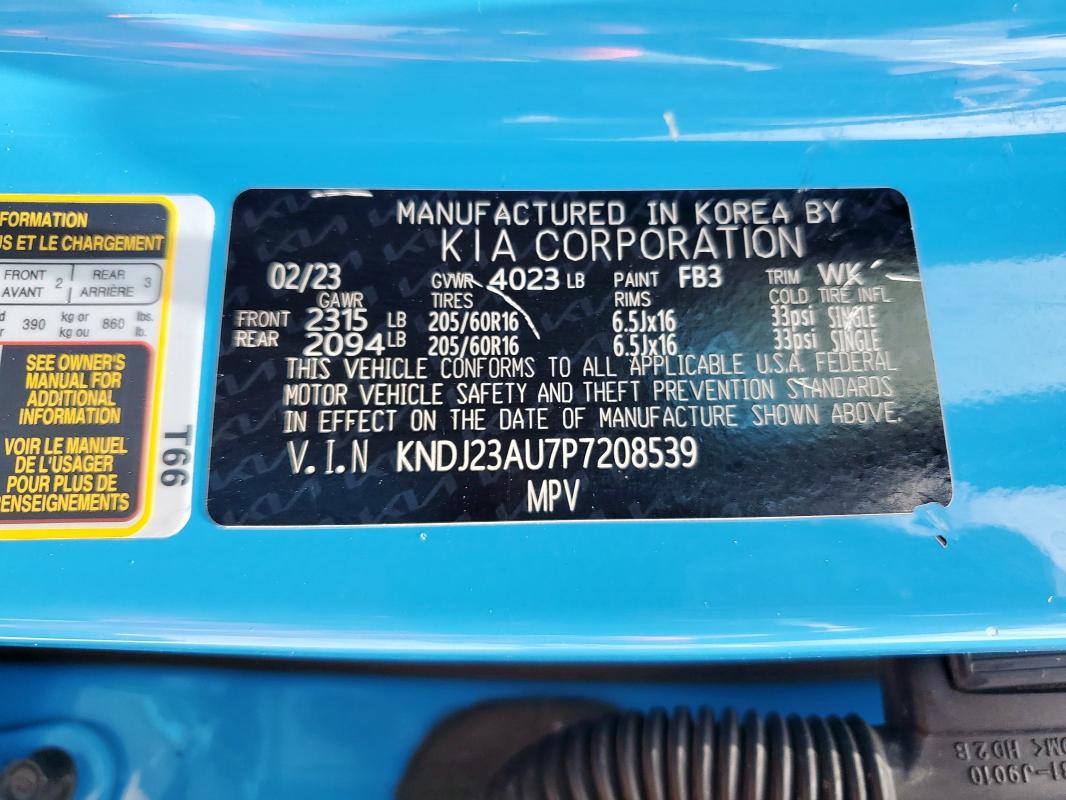 FORMATION
US ET LE CHARGEMENT
FRONT 2 REAR 3
AVANT ARRIÈRE
390 kg or 860 lbs.
kg ou lb.
SEE OWNER'S
MANUAL FOR
ADDITIONAL
INFORMATION
VOIR LE MANUEL
DE L'USAGER
POUR PLUS DE
RENSEIGNEMENTS
T66
MANUFACTURED IN KOREA BY
KIA CORPORATION
02/23 GVWR 4023 LB PAINT FB3 TRIM WK
GAWR TIRES RIMS COLD TIRE INFL
FRONT 2315 LB 205/60R16 6.5Jx16 33psi SINGLE
REAR 2094 LB 205/60R16 6.5Jx16 33psi SINGLE
THIS VEHICLE CONFORMS TO ALL APPLICABLE U.S.A. FEDERAL
MOTOR VEHICLE SAFETY AND THEFT PREVENTION STANDARDS
IN EFFECT ON THE DATE OF MANUFACTURE SHOWN ABOVE.
V.I.N KNDJ23AU7P7208539
MPV
HD2B
J9010